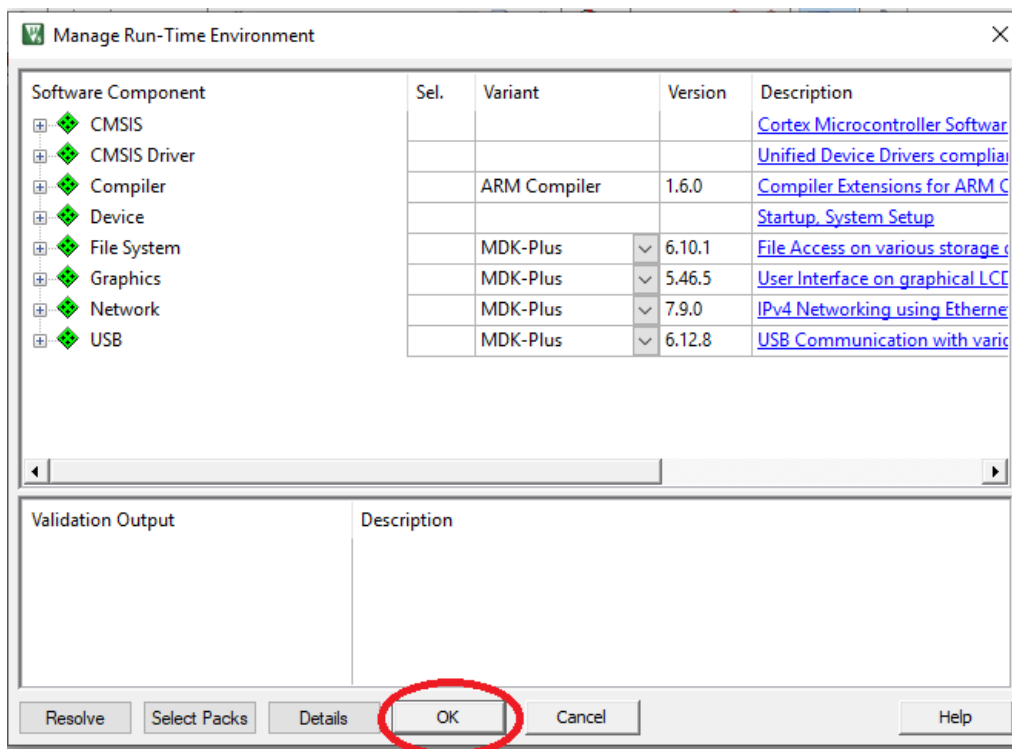 Manage Run-Time Environment
Software Component Sel. Variant Version Description
CMSIS Cortex Microcontroller Softwar
CMSIS Driver Unified Device Drivers complia
Compiler ARM Compiler 1.6.0 Compiler Extensions for ARM C
Device Startup, System Setup
File System MDK-Plus 6.10.1 File Access on various storage
Graphics MDK-Plus 5.46.5 User Interface on graphical LCD
Network MDK-Plus 7.9.0 IPv4 Networking using Etherne
USB MDK-Plus 6.12.8 USB Communication with vario
Validation Output Description
Resolve Select Packs Details OK Cancel Help